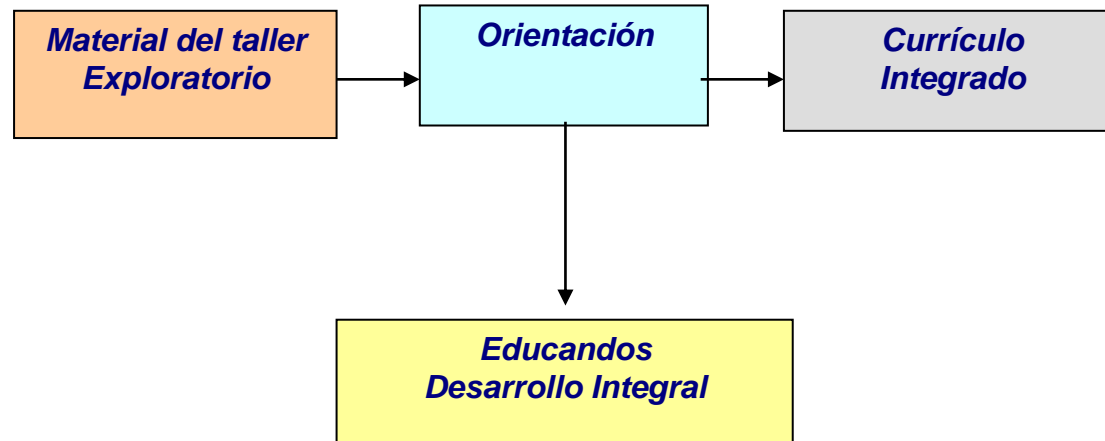 Material del taller
Exploratorio
Orientación
Currículo
Integrado
Educandos
Desarrollo Integral